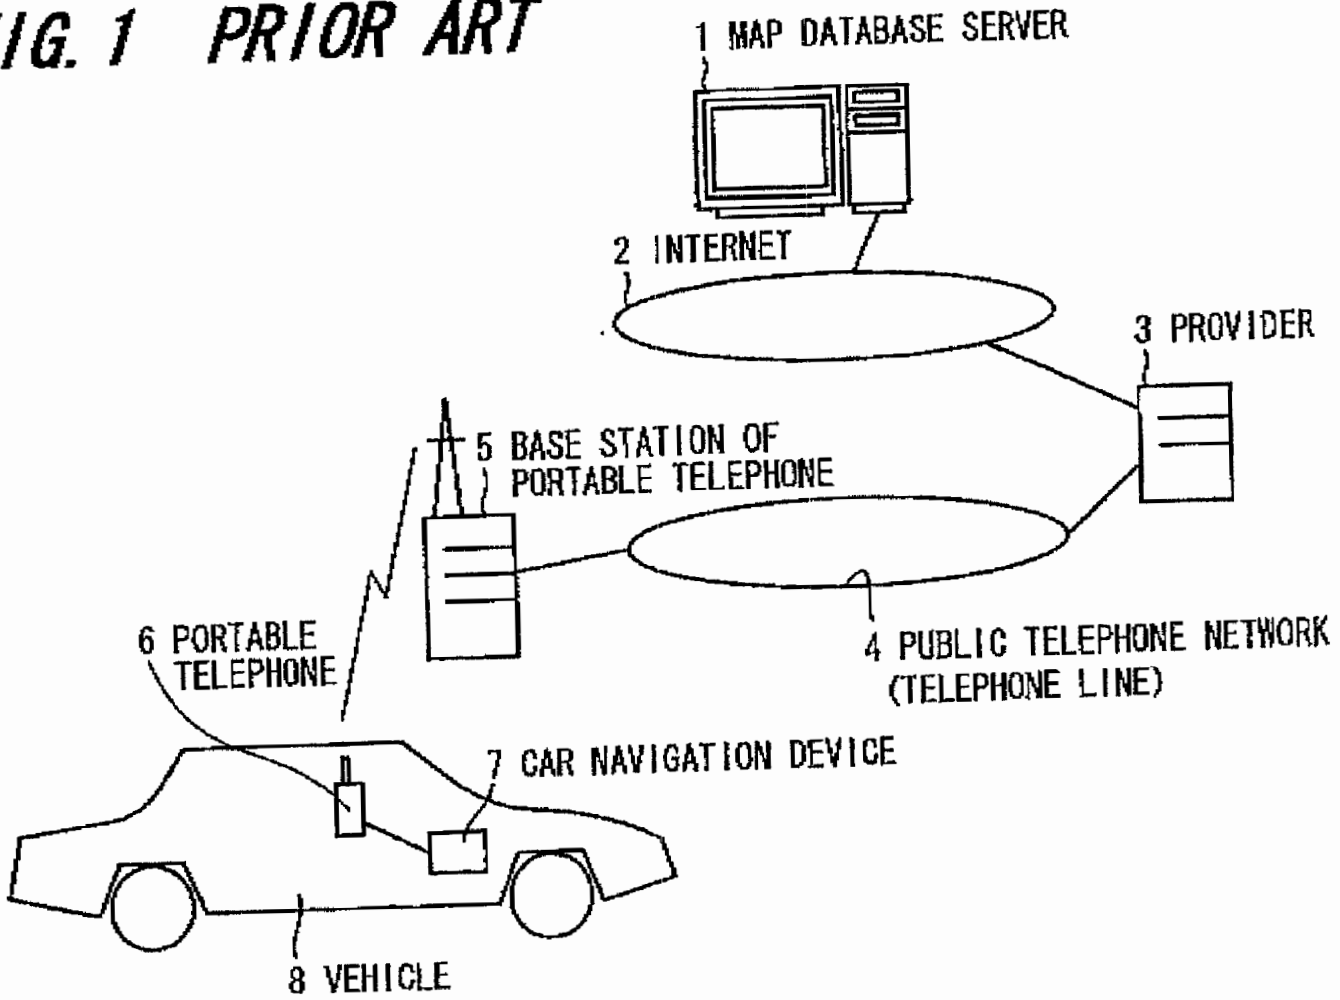 IG. 1 PRIOR ART
1 MAP DATABASE SERVER
2 INTERNET
3 PROVIDER
5 BASE STATION OF
PORTABLE TELEPHONE
6 PORTABLE
TELEPHONE
4 PUBLIC TELEPHONE NETWORK
(TELEPHONE LINE)
7 CAR NAVIGATION DEVICE
8 VEHICLE